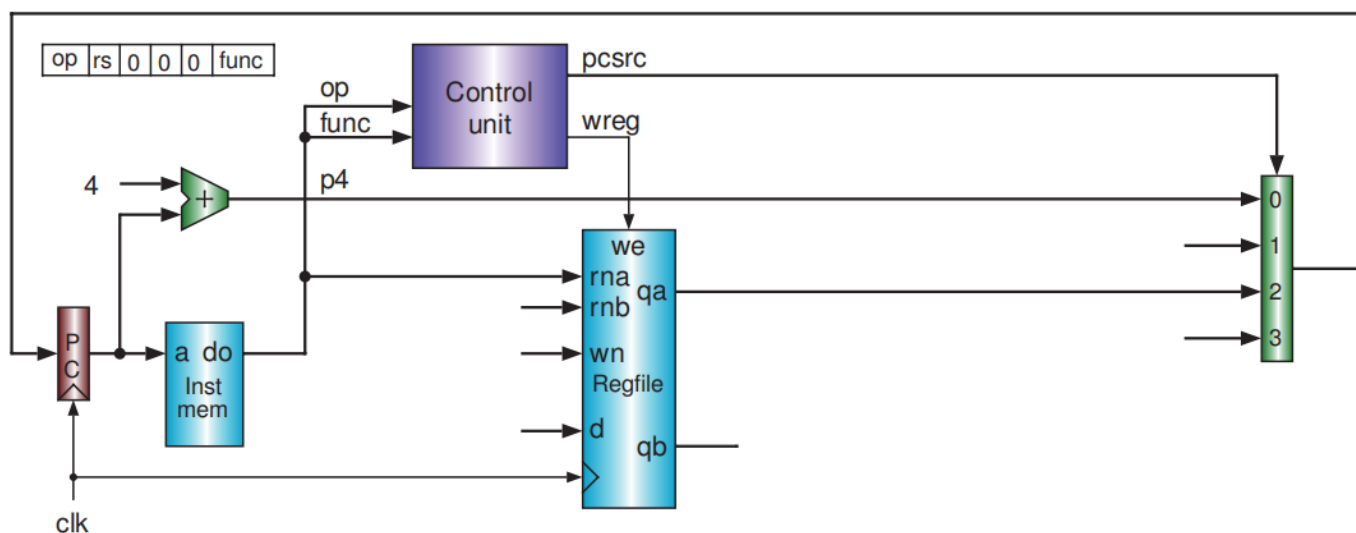 op rs 0 0 0 func
op
func
Control
unit
pcsrc
wreg
4
+
p4
0
1
2
3
we
rna
rnb
qa
wn
Regfile
d
qb
P
C
a do
Inst
mem
clk